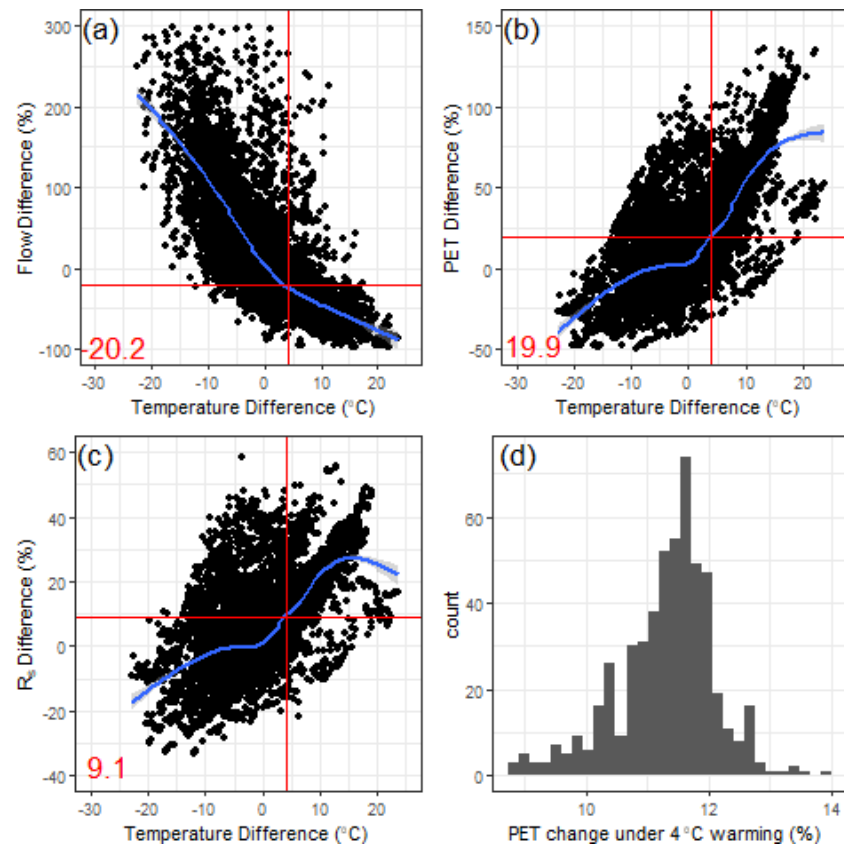 (a)
Flow Difference (%)
300
200
100
0
-100
-20.2
-30 -20 -10 0 10 20
Temperature Difference (°C)
(b)
PET Difference (%)
150
100
50
0
-50
19.9
-30 -20 -10 0 10 20
Temperature Difference (°C)
(c)
Rs Difference (%)
60
40
20
0
-20
-40
9.1
-30 -20 -10 0 10 20
Temperature Difference (°C)
(d)
count
60
40
20
0
10 12 14
PET change under 4 °C warming (%)